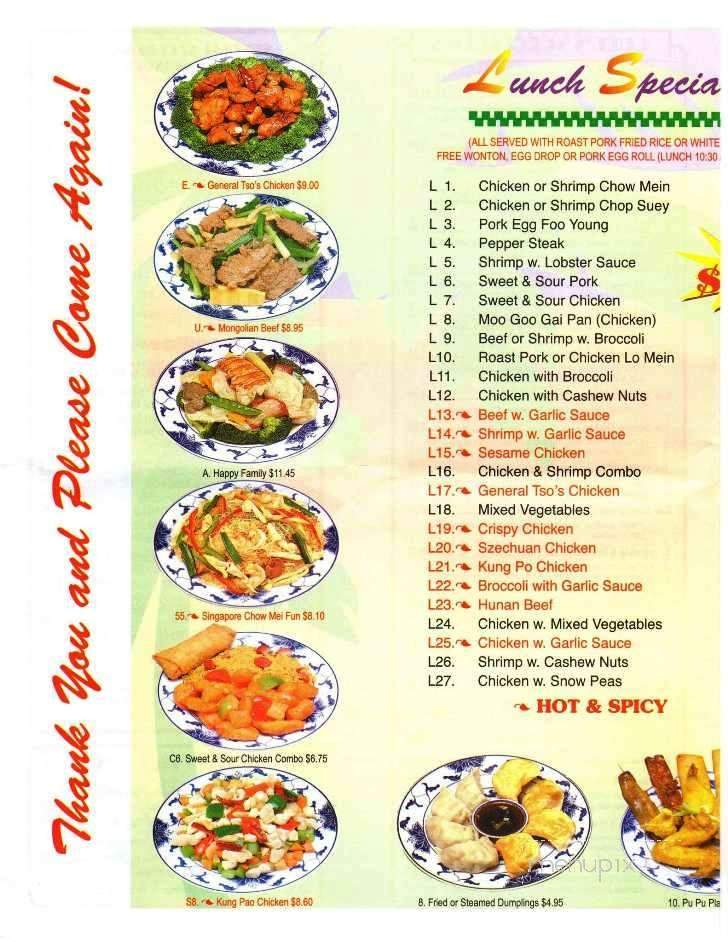 Thank You and Please Come Again!
E. General Tso's Chicken $9.00
U. Mongolian Beef $8.95
A. Happy Family $11.45
55. Singapore Chow Mei Fun $8.10
C6. Sweet & Sour Chicken Combo $6.75
S8. Kung Pao Chicken $8.60
Lunch Specia
(ALL SERVED WITH ROAST PORK FRIED RICE OR WHITE
FREE WONTON, EGG DROP OR PORK EGG ROLL (LUNCH 10:30
L 1. Chicken or Shrimp Chow Mein
L 2. Chicken or Shrimp Chop Suey
L 3. Pork Egg Foo Young
L 4. Pepper Steak
L 5. Shrimp w. Lobster Sauce
L 6. Sweet & Sour Pork
L 7. Sweet & Sour Chicken
L 8. Moo Goo Gai Pan (Chicken)
L 9. Beef or Shrimp w. Broccoli
L10. Roast Pork or Chicken Lo Mein
L11. Chicken with Broccoli
L12. Chicken with Cashew Nuts
L13. Beef w. Garlic Sauce
L14. Shrimp w. Garlic Sauce
L15. Sesame Chicken
L16. Chicken & Shrimp Combo
L17. General Tso's Chicken
L18. Mixed Vegetables
L19. Crispy Chicken
L20. Szechuan Chicken
L21. Kung Po Chicken
L22. Broccoli with Garlic Sauce
L23. Hunan Beef
L24. Chicken w. Mixed Vegetables
L25. Chicken w. Garlic Sauce
L26. Shrimp w. Cashew Nuts
L27. Chicken w. Snow Peas
$
HOT & SPICY
menupix
8. Fried or Steamed Dumplings $4.95
10. Pu Pu Pla